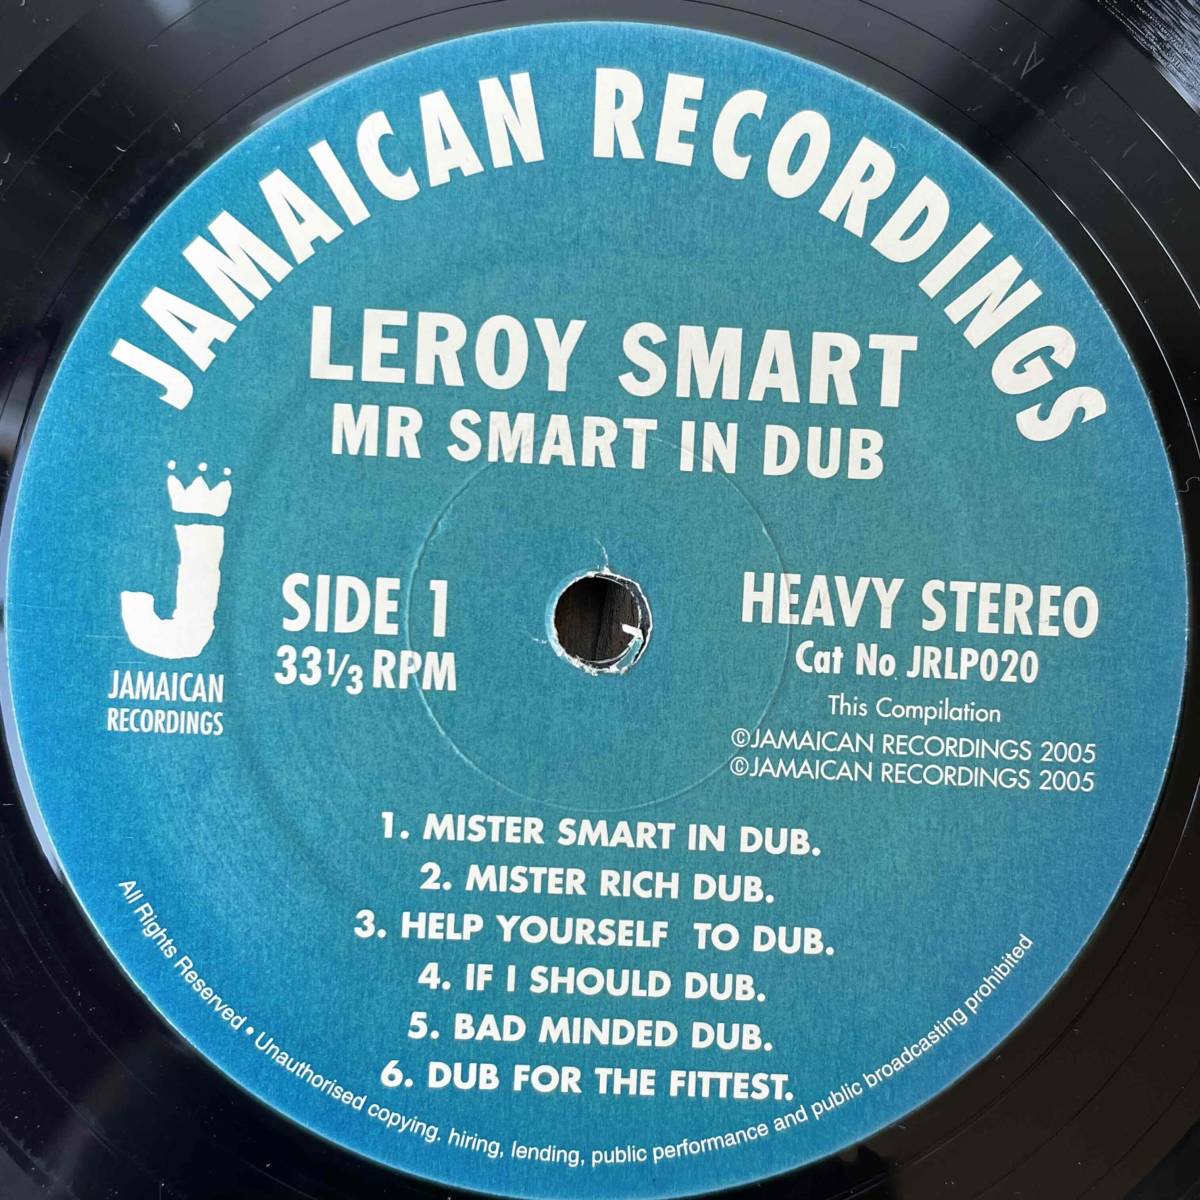 JAMAICAN RECORDINGS
LEROY SMART
MR SMART IN DUB
J
JAMAICAN
RECORDINGS
SIDE 1
33 1/3 RPM
HEAVY STEREO
Cat No. JRLP020
This Compilation
©JAMAICAN RECORDINGS 2005
©JAMAICAN RECORDINGS 2005
1. MISTER SMART IN DUB.
2. MISTER RICH DUB.
3. HELP YOURSELF TO DUB.
4. IF I SHOULD DUB.
5. BAD MINDED DUB.
6. DUB FOR THE FITTEST.
All Rights Reserved • Unauthorised copying. hiring, lending, public performance and public broadcasting prohibited